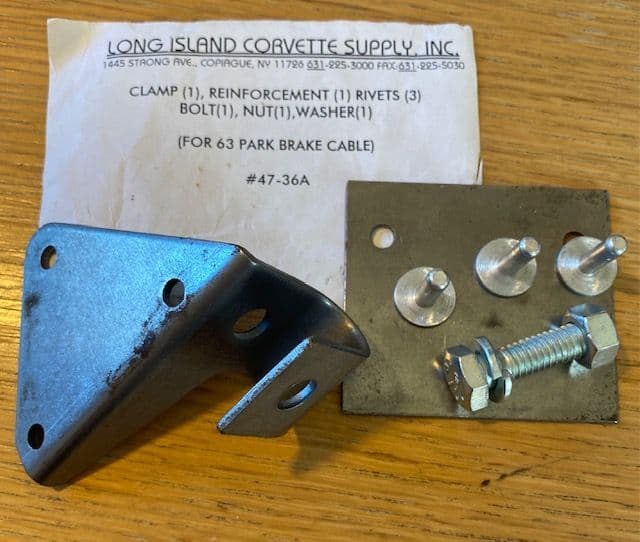 LONG ISLAND CORVETTE SUPPLY, INC.
1445 STRONG AVE., COPIAGUE, NY 11726 631-225-3000 FAX-631-225-5030
CLAMP (1), REINFORCEMENT (1) RIVETS (3)
BOLT(1), NUT(1),WASHER(1)
(FOR 63 PARK BRAKE CABLE)
#47-36A